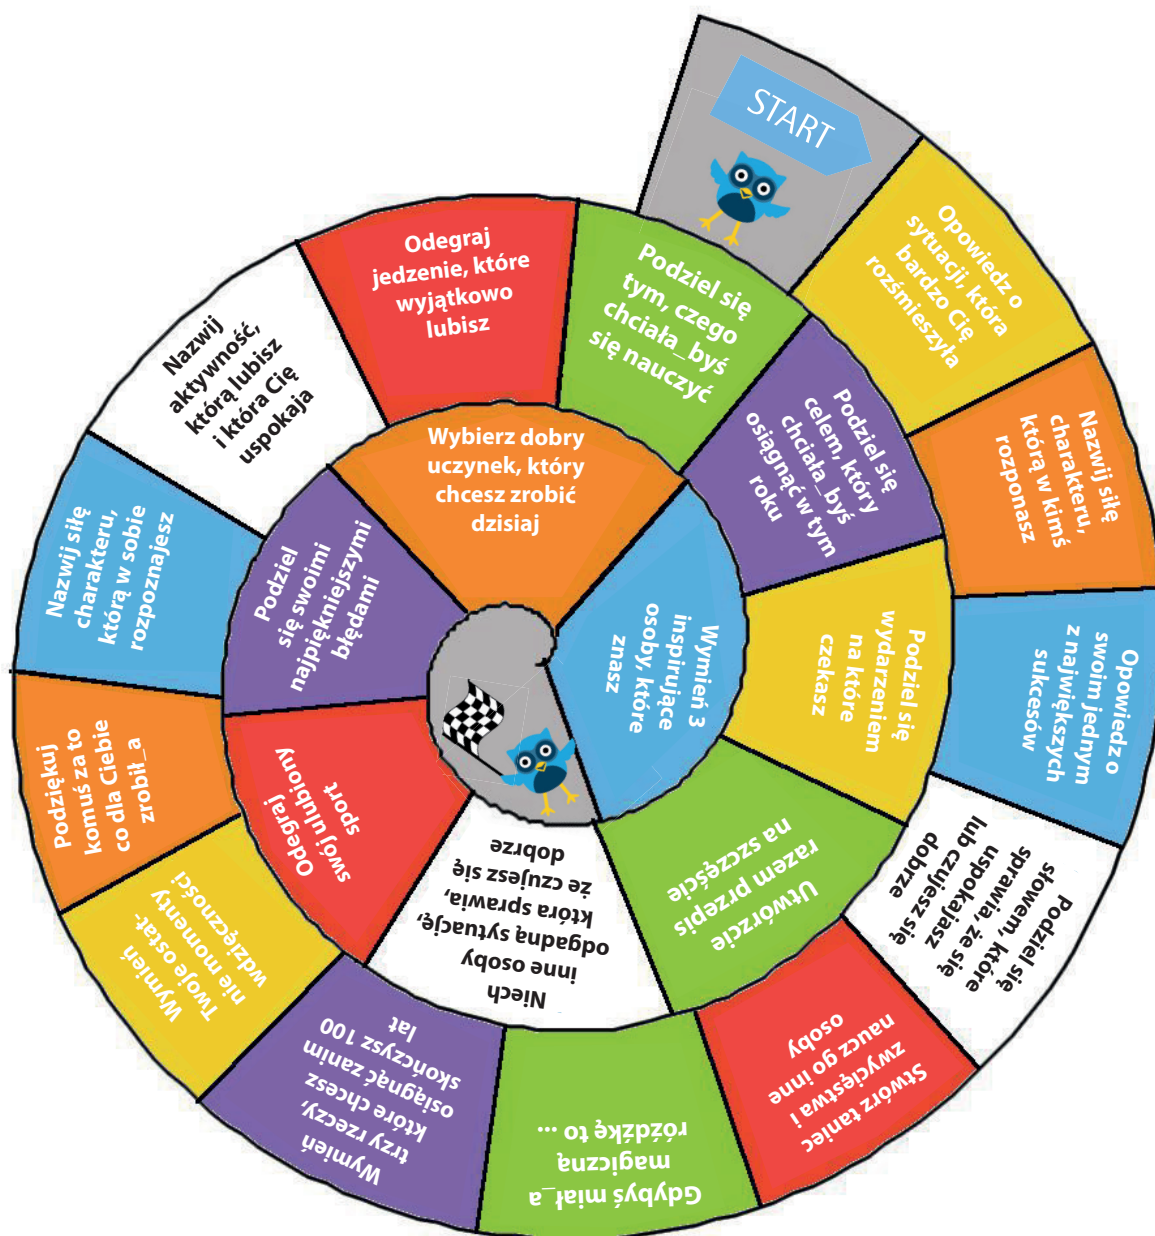 START
Opowiedz o
sytuacji, która
bardzo Cię
rozśmieszyła
Nazwij siłę
charakteru,
którą w kimś
rozponasz
Opowiedz o
swoim jednym
z największych
sukcesów
Podziel się
słowem, które
sprawia, że się
uspokajasz
lub czujesz się
dobrze
Stwórz taniec
zwycięstwa i
naucz go inne
osoby
Gdybyś miał_a
magiczną
różdżkę to ...
Wymień
trzy rzeczy,
które chcesz
osiągnąć zanim
skończysz 100
lat
Wymień
Twoje ostat-
nie momenty
wdzięczności
Podziękuj
komuś za to
co dla Ciebie
zrobił_a
Nazwij siłę
charakteru,
którą w sobie
rozpoznajesz
Nazwij
aktywność,
którą lubisz
i która Cię
uspokaja
Odegraj
jedzenie, które
wyjątkowo
lubisz
Podziel się
tym, czego
chciała_byś
się nauczyć
Podziel się
celem, który
chciała_byś
osiągnąć w tym
roku
Podziel się
wydarzeniem
na które
czekasz
Utwórzcie
razem przepis
na szczęście
Niech
inne osoby
odgadną sytuację,
która sprawia,
że czujesz się
dobrze
Odegraj
swój ulubiony
sport
Podziel
się swoimi
najpiękniejszymi
błędami
Wybierz dobry
uczynek, który
chcesz zrobić
dzisiaj
Wymień 3
inspirujące
osoby, które
znasz